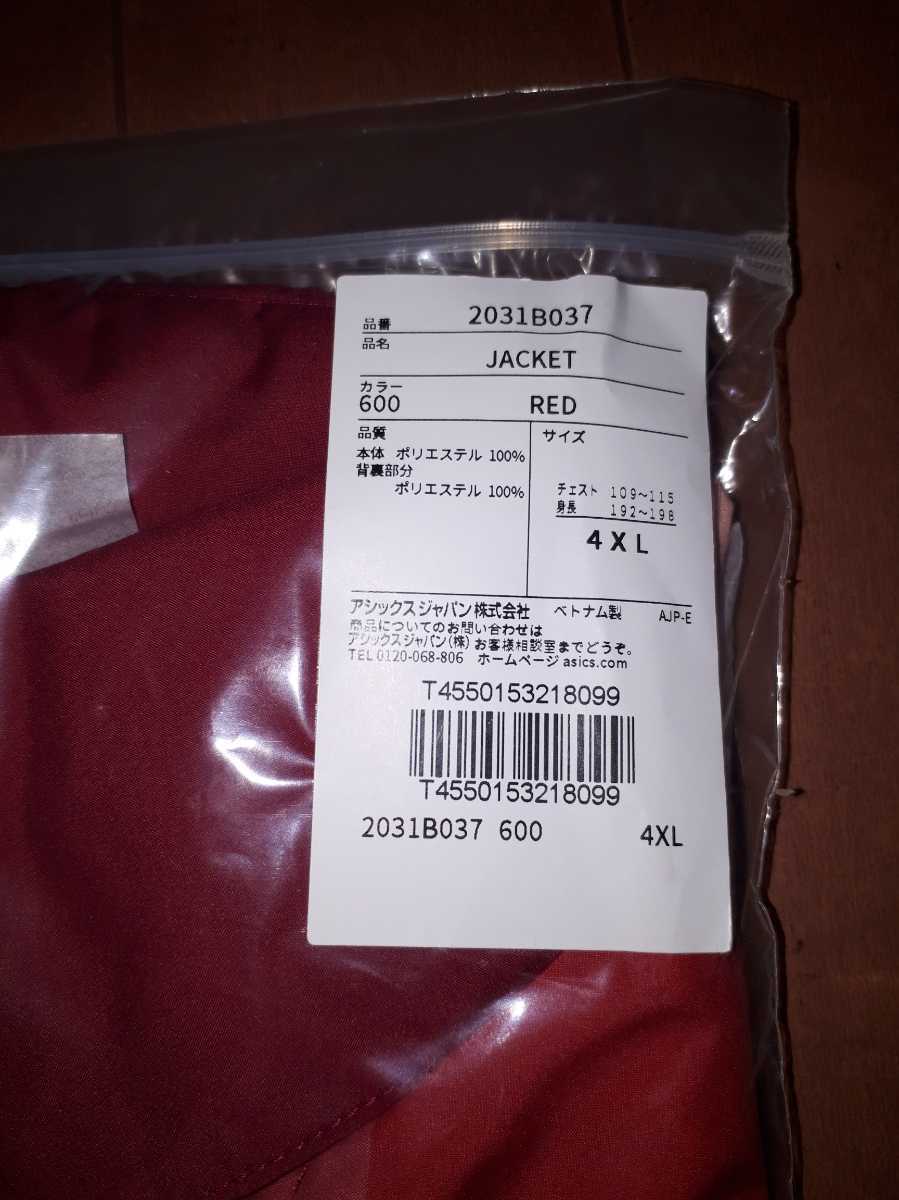 品番 2031B037
品名 JACKET
カラー
600 RED
品質
本体 ポリエステル 100%
背裏部分
ポリエステル 100%
サイズ
チェスト 109～115
身長 192～198
4XL
アシックスジャパン株式会社 ベトナム製 AJP-E
商品についてのお問い合わせは
アシックスジャパン(株)お客様相談室までどうぞ。
TEL 0120-068-806 ホームページ asics.com
T4550153218099
T4550153218099
2031B037 600 4XL